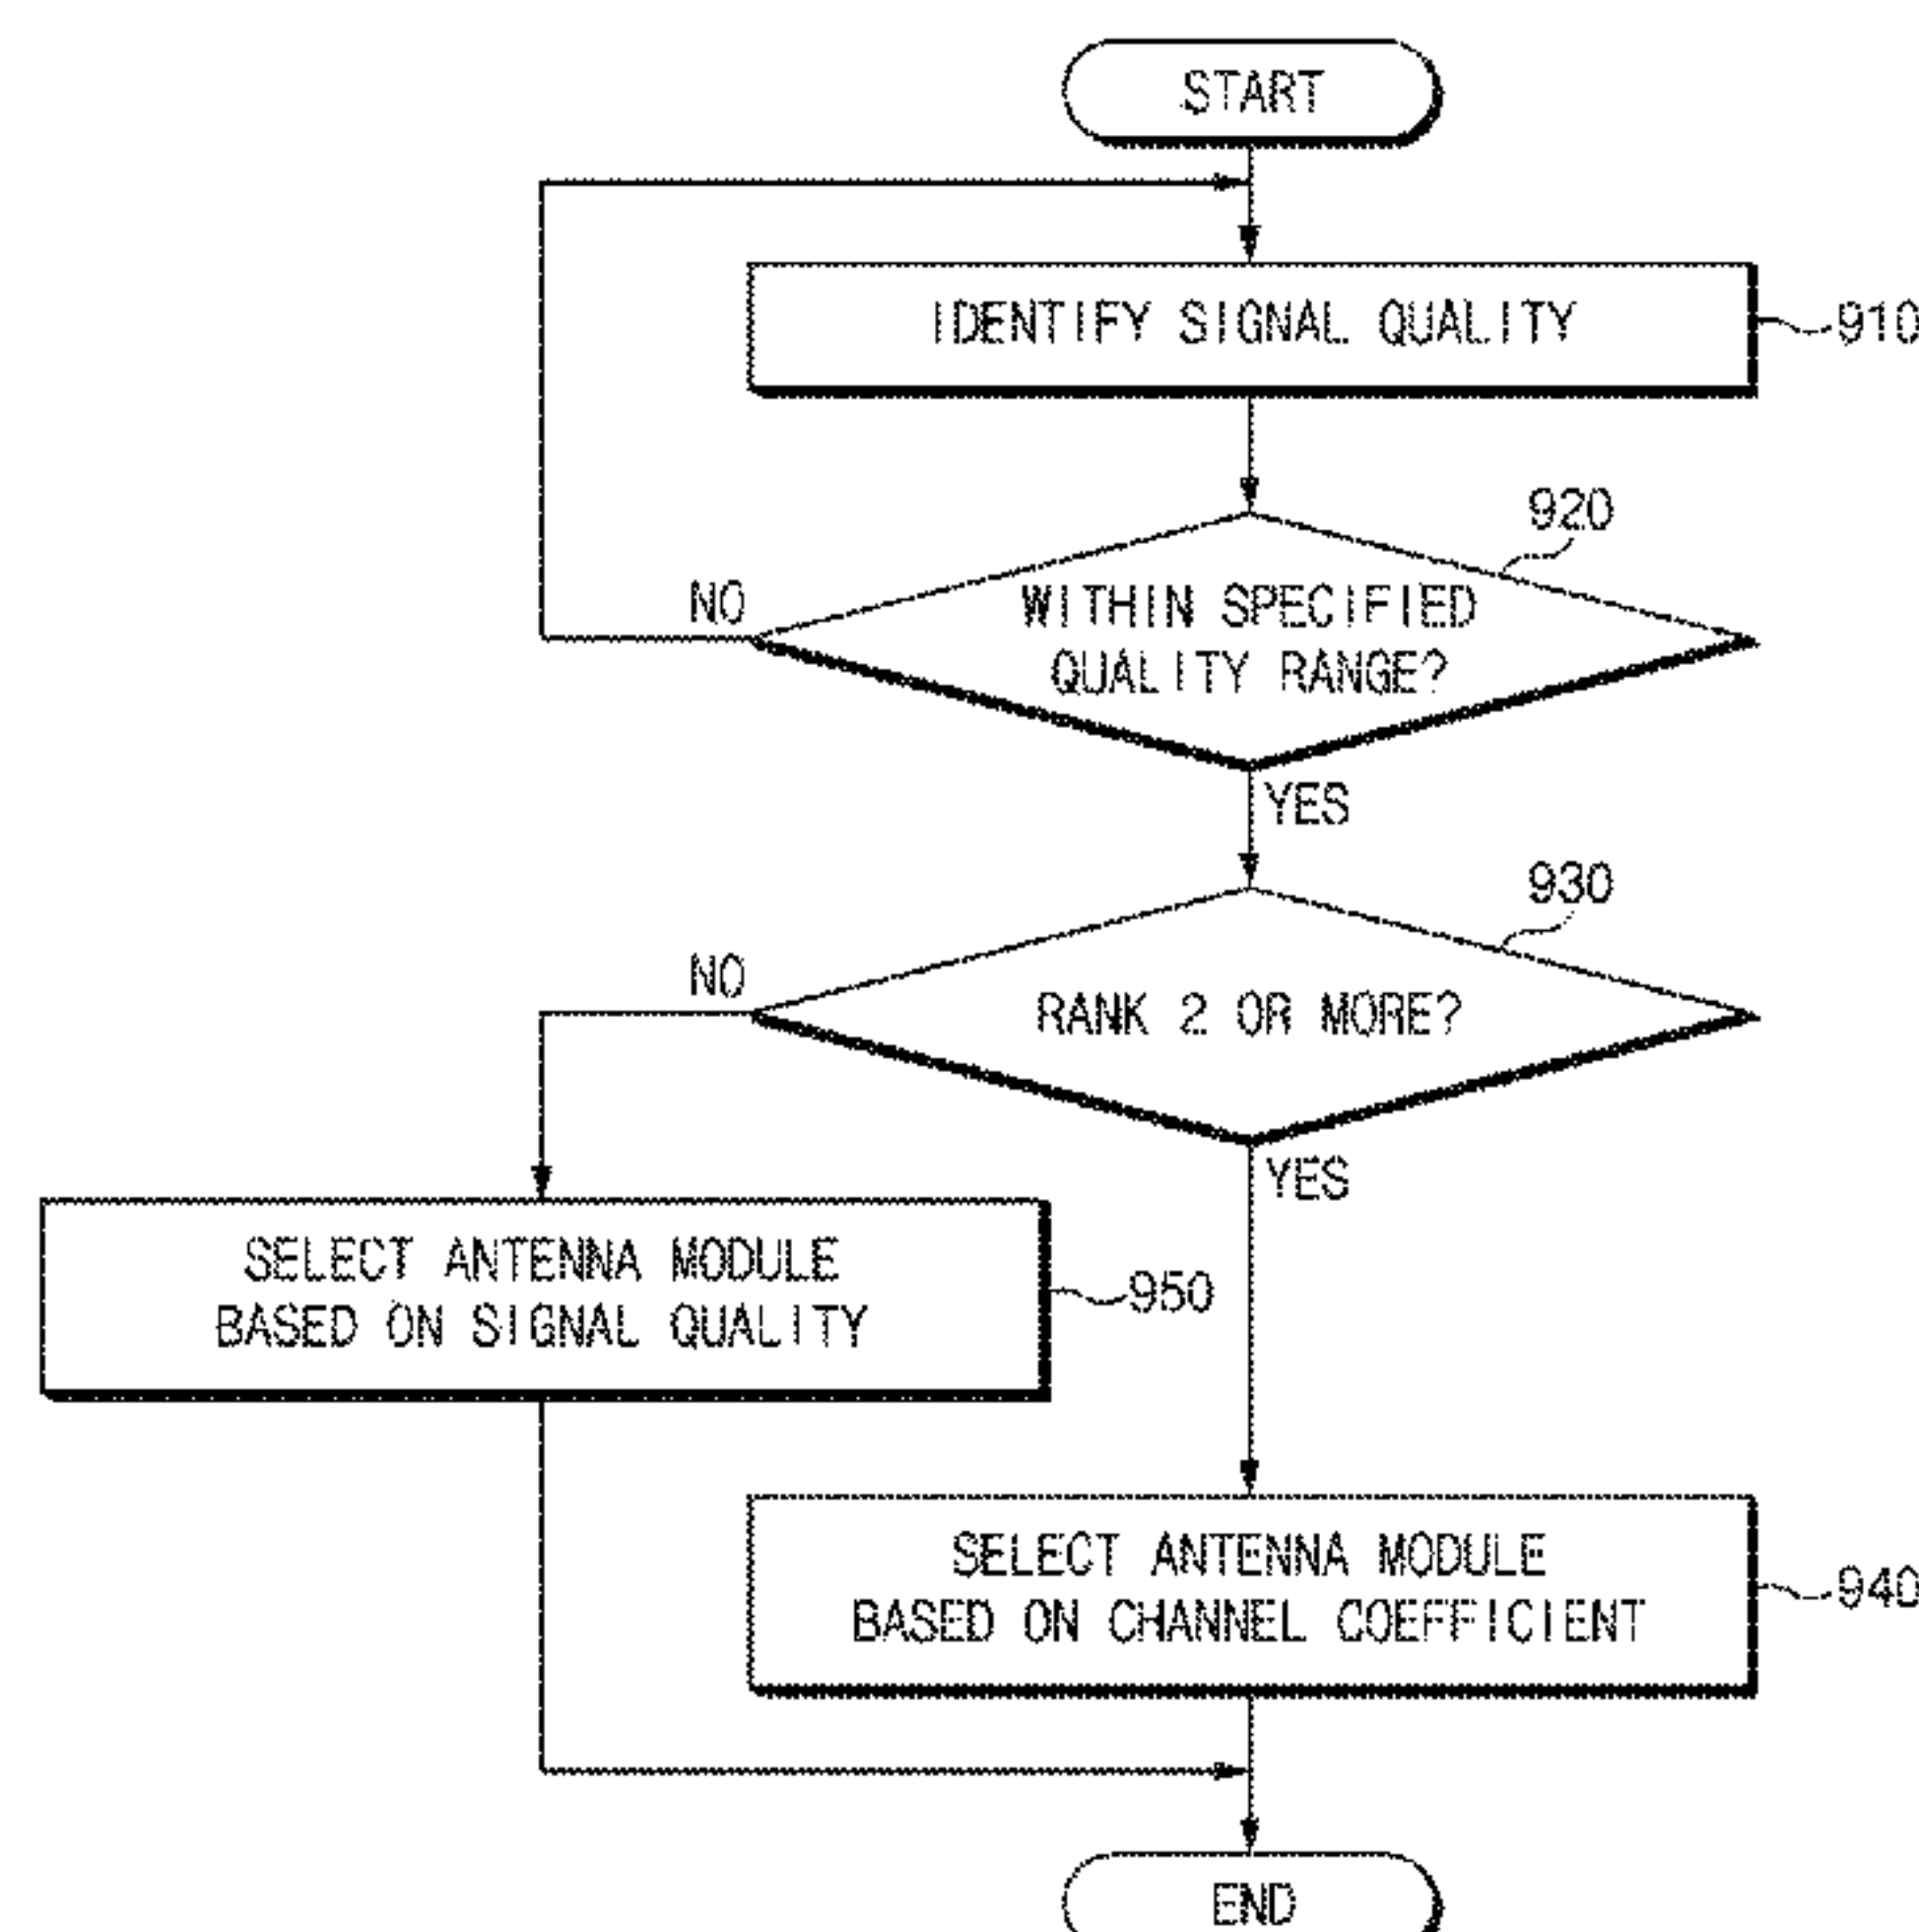 START
IDENTIFY SIGNAL QUALITY
910
920
NO
WITHIN SPECIFIED
QUALITY RANGE?
YES
930
NO
RANK 2 OR MORE?
YES
SELECT ANTENNA MODULE
BASED ON SIGNAL QUALITY
950
SELECT ANTENNA MODULE
BASED ON CHANNEL COEFFICIENT
940
END